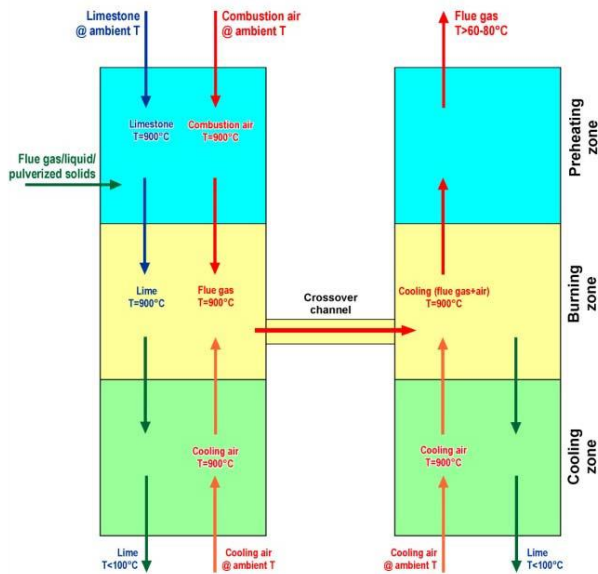 Limestone
@ ambient T
Combustion air
@ ambient T
Flue gas
T>60-80°C
Limestone
T=900°C
Combustion air
T=900°C
Preheating
zone
Flue gas/liquid/
pulverized solids
Lime
T=900°C
Flue gas
T=900°C
Crossover
channel
Cooling (flue gas+air)
T=900°C
Burning
zone
Cooling air
T=900°C
Cooling air
T=900°C
Cooling
zone
Lime
T<100°C
Cooling air
@ ambient T
Cooling air
@ ambient T
Lime
T<100°C